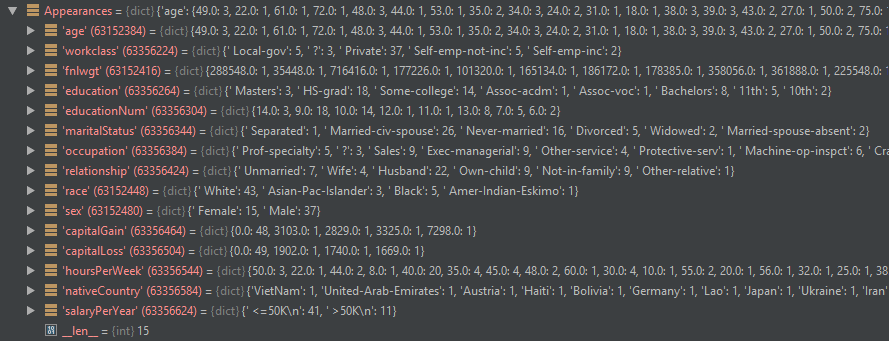 Appearances = {dict} {'age': {49.0: 3, 22.0: 1, 61.0: 1, 72.0: 1, 48.0: 3, 44.0: 1, 53.0: 1, 35.0: 2, 34.0: 3, 24.0: 2, 31.0: 1, 18.0: 1, 38.0: 3, 39.0: 3, 43.0: 2, 27.0: 1, 50.0: 2, 75.0: 1
'age' (63152384) = {dict} {49.0: 3, 22.0: 1, 61.0: 1, 72.0: 1, 48.0: 3, 44.0: 1, 53.0: 1, 35.0: 2, 34.0: 3, 24.0: 2, 31.0: 1, 18.0: 1, 38.0: 3, 39.0: 3, 43.0: 2, 27.0: 1, 50.0: 2, 75.0:
'workclass' (63356224) = {dict} {' Local-gov': 5, ' ?': 3, ' Private': 37, ' Self-emp-not-inc': 5, ' Self-emp-inc': 2}
'fnlwgt' (63152416) = {dict} {288548.0: 1, 35448.0: 1, 716416.0: 1, 177226.0: 1, 101320.0: 1, 165134.0: 1, 186172.0: 1, 178385.0: 1, 358056.0: 1, 361888.0: 1, 225548.0: 1
'education' (63356264) = {dict} {' Masters': 3, ' HS-grad': 18, ' Some-college': 14, ' Assoc-acdm': 1, ' Assoc-voc': 1, ' Bachelors': 8, ' 11th': 5, ' 10th': 2}
'educationNum' (63356304) = {dict} {14.0: 3, 9.0: 18, 10.0: 14, 12.0: 1, 11.0: 1, 13.0: 8, 7.0: 5, 6.0: 2}
'maritalStatus' (63356344) = {dict} {' Separated': 1, ' Married-civ-spouse': 26, ' Never-married': 16, ' Divorced': 5, ' Widowed': 2, ' Married-spouse-absent': 2}
'occupation' (63356384) = {dict} {' Prof-specialty': 5, ' ?': 3, ' Sales': 9, ' Exec-managerial': 9, ' Other-service': 4, ' Protective-serv': 1, ' Machine-op-inspct': 6, ' Cra
'relationship' (63356424) = {dict} {' Unmarried': 7, ' Wife': 4, ' Husband': 22, ' Own-child': 9, ' Not-in-family': 9, ' Other-relative': 1}
'race' (63152448) = {dict} {' White': 43, ' Asian-Pac-Islander': 3, ' Black': 5, ' Amer-Indian-Eskimo': 1}
'sex' (63152480) = {dict} {' Female': 15, ' Male': 37}
'capitalGain' (63356464) = {dict} {0.0: 48, 3103.0: 1, 2829.0: 1, 3325.0: 1, 7298.0: 1}
'capitalLoss' (63356504) = {dict} {0.0: 49, 1902.0: 1, 1740.0: 1, 1669.0: 1}
'hoursPerWeek' (63356544) = {dict} {50.0: 3, 22.0: 1, 44.0: 2, 8.0: 1, 40.0: 20, 35.0: 4, 45.0: 4, 48.0: 2, 60.0: 1, 30.0: 4, 10.0: 1, 55.0: 2, 20.0: 1, 56.0: 1, 32.0: 1, 25.0: 1, 38
'nativeCountry' (63356584) = {dict} {'VietNam': 1, 'United-Arab-Emirates': 1, 'Austria': 1, 'Haiti': 1, 'Bolivia': 1, 'Germany': 1, 'Lao': 1, 'Japan': 1, 'Ukraine': 1, 'Iran'
'salaryPerYear' (63356624) = {dict} {' <=50K\n': 41, ' >50K\n': 11}
__len__ = {int} 15